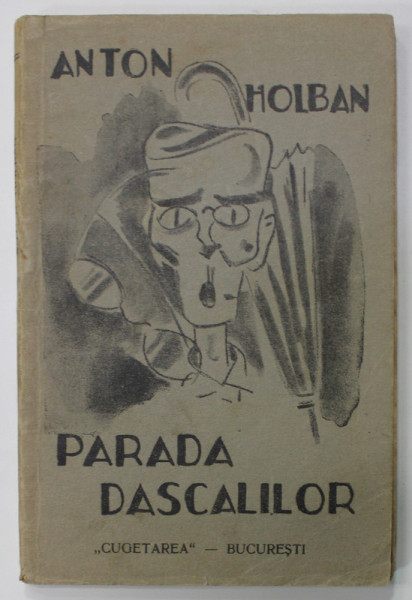 ANTON
HOLBAN
PARADA
DASCALILOR
„CUGETAREA" — BUCUREȘTI